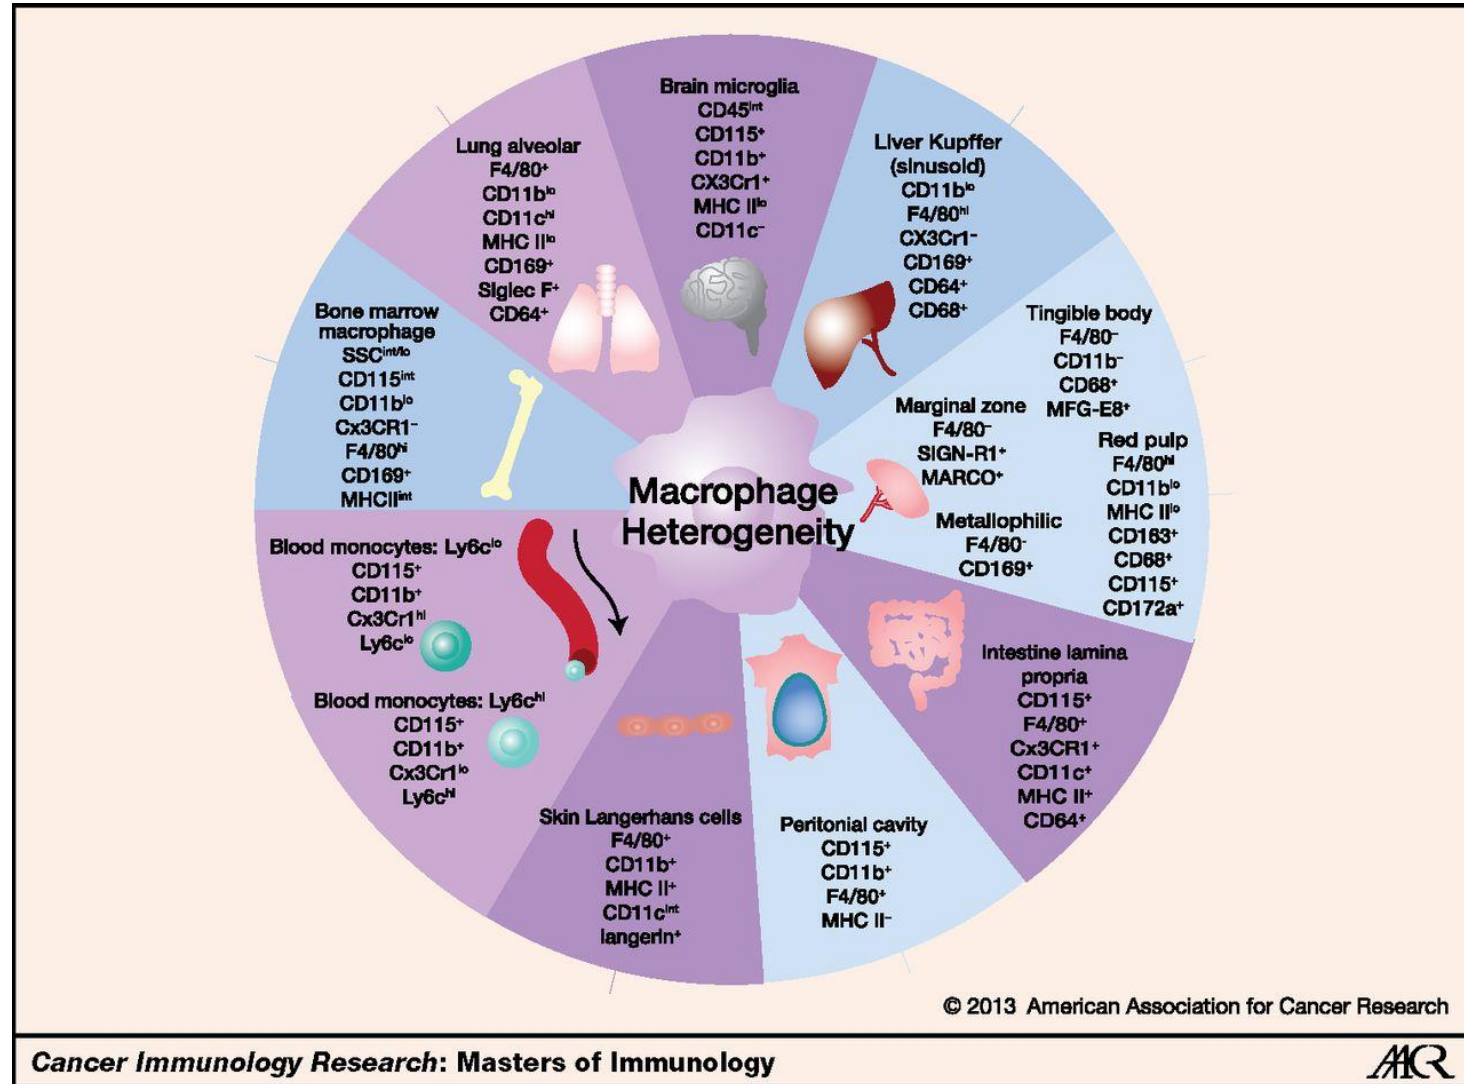 Brain microglia
CD45int
CD115+
CD11b+
CX3Cr1+
MHC IIlo
CD11c–
Liver Kupffer
(sinusoid)
CD11blo
F4/80hi
CX3Cr1–
CD169+
CD64+
CD68+
Tingible body
F4/80–
CD11b–
CD68+
MFG-E8+
Marginal zone
F4/80–
SIGN-R1+
MARCO+
Red pulp
F4/80hi
CD11blo
MHC IIlo
CD163+
CD68+
CD115+
CD172a+
Metallophilic
F4/80-
CD169+
Intestine lamina
propria
CD115+
F4/80+
Cx3CR1+
CD11c+
MHC II+
CD64+
Peritonial cavity
CD115+
CD11b+
F4/80+
MHC II–
Skin Langerhans cells
F4/80+
CD11b+
MHC II+
CD11cint
langerin+
Blood monocytes: Ly6clo
CD115+
CD11b+
Cx3Cr1hi
Ly6clo
Blood monocytes: Ly6chi
CD115+
CD11b+
Cx3Cr1lo
Ly6chi
Bone marrow
macrophage
SSCint/lo
CD115int
CD11blo
Cx3CR1–
F4/80hi
CD169+
MHCIIint
Lung alveolar
F4/80+
CD11blo
CD11chi
MHC IIlo
CD169+
Siglec F+
CD64+
Macrophage
Heterogeneity
© 2013 American Association for Cancer Research
Cancer Immunology Research: Masters of Immunology
AACR